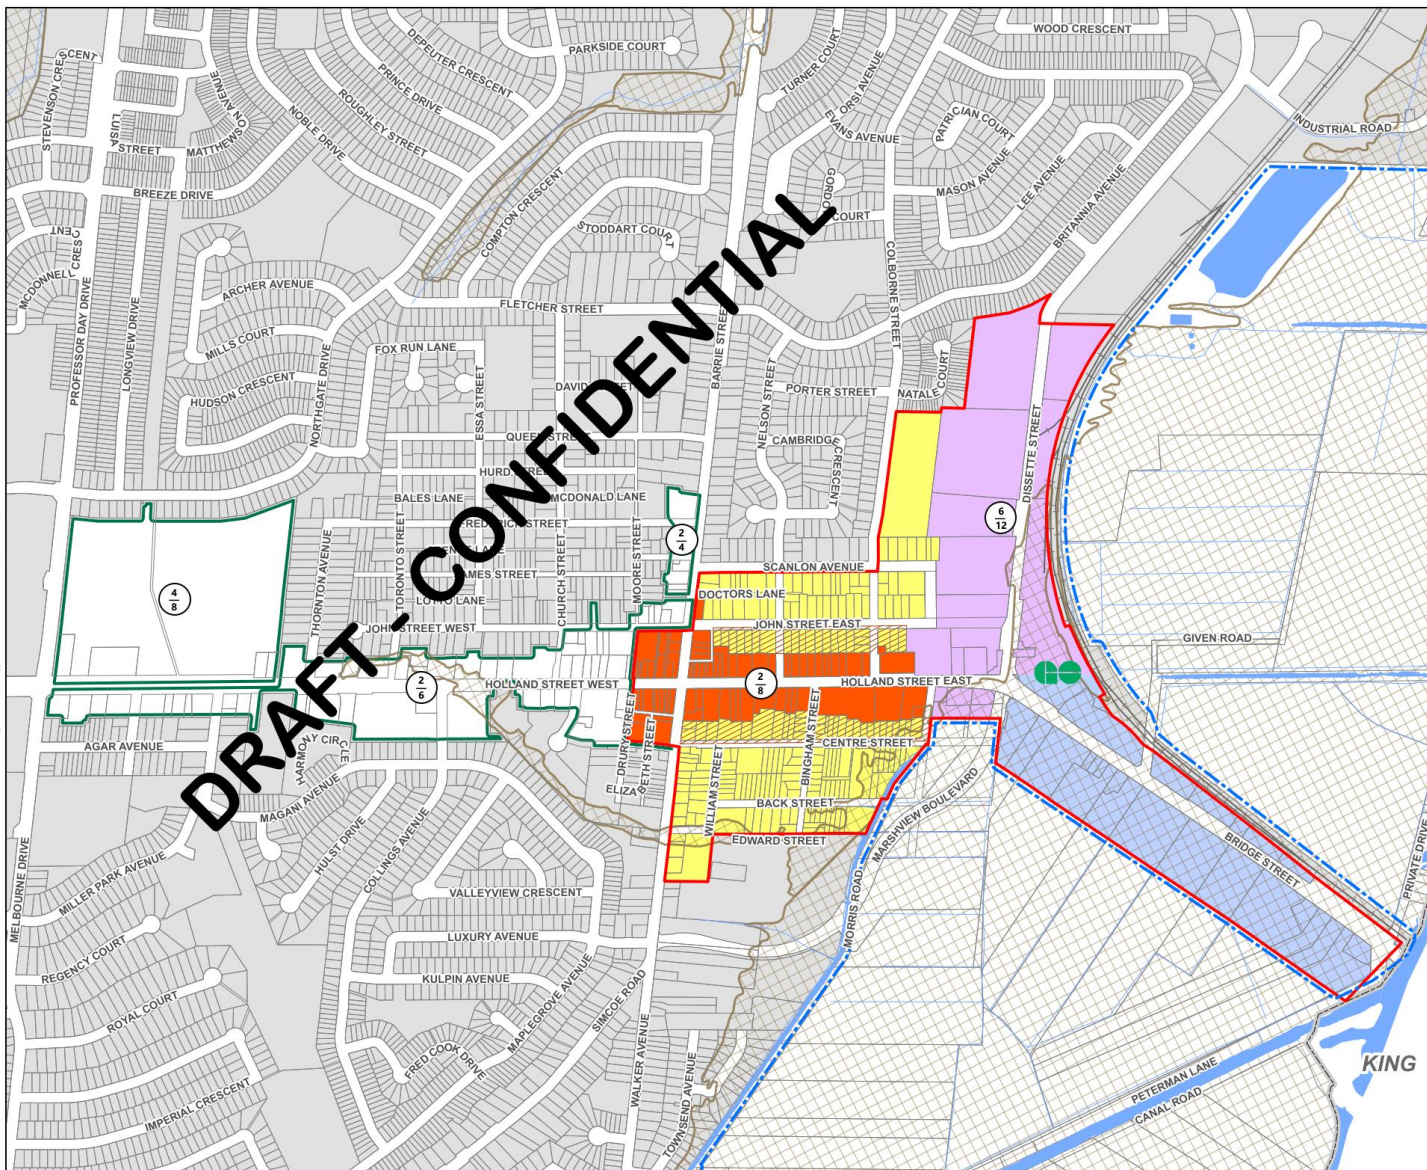 WOOD CRESCENT
PARKSIDE COURT
DEPEUTER CRESCENT
PRINCE DRIVE
ROUGHLEY STREET
NOBLE DRIVE
TURNER COURT
EVANS AVENUE
PATRICIAN COURT
MASON AVENUE
LEE AVENUE
BRITANNIA AVENUE
INDUSTRIAL ROAD
MATTHEWSON AVENUE
STREET
BREEZE DRIVE
COMPTON CRESCENT
STODDART COURT
COURT
COLBORNE STREET
PROFESSOR DAY DRIVE
LONGVIEW DRIVE
ARCHER AVENUE
MILLS COURT
HUDSON CRESCENT
NORTHGATE DRIVE
FLETCHER STREET
FOX RUN LANE
ESSA STREET
BARRIE STREET
NELSON STREET
PORTER STREET
NATALE COURT
CAMBRIDGE CRESCENT
DISSETTE STREET
BALES LANE
MCDONALD LANE
FREDERICK STREET
THORNTON AVENUE
TORONTO STREET
CHURCH STREET
MOORE STREET
JOHN STREET WEST
SCANLON AVENUE
DOCTORS LANE
JOHN STREET EAST
HOLLAND STREET WEST
HOLLAND STREET EAST
GIVEN ROAD
2
4
6
12
4
8
2
6
2
8
GO
DRAFT - CONFIDENTIAL
AGAR AVENUE
MAGANI AVENUE
DRURY STREET
WILLIAM STREET
BINGHAM STREET
CENTRE STREET
BACK STREET
EDWARD STREET
MARSHVIEW BOULEVARD
MORRIS ROAD
BRIDGE STREET
PRIVATE DRIVE
MELBOURNE DRIVE
MILLER PARK AVENUE
HULST DRIVE
COLLINGS AVENUE
VALLEYVIEW CRESCENT
LUXURY AVENUE
KULPIN AVENUE
REGENCY COURT
ROYAL COURT
IMPERIAL CRESCENT
FRED COOK DRIVE
MAPLEGROVE AVENUE
SIMCOE ROAD
WALKER AVENUE
TOWNSEND AVENUE
PETERMAN LANE
CANAL ROAD
KING